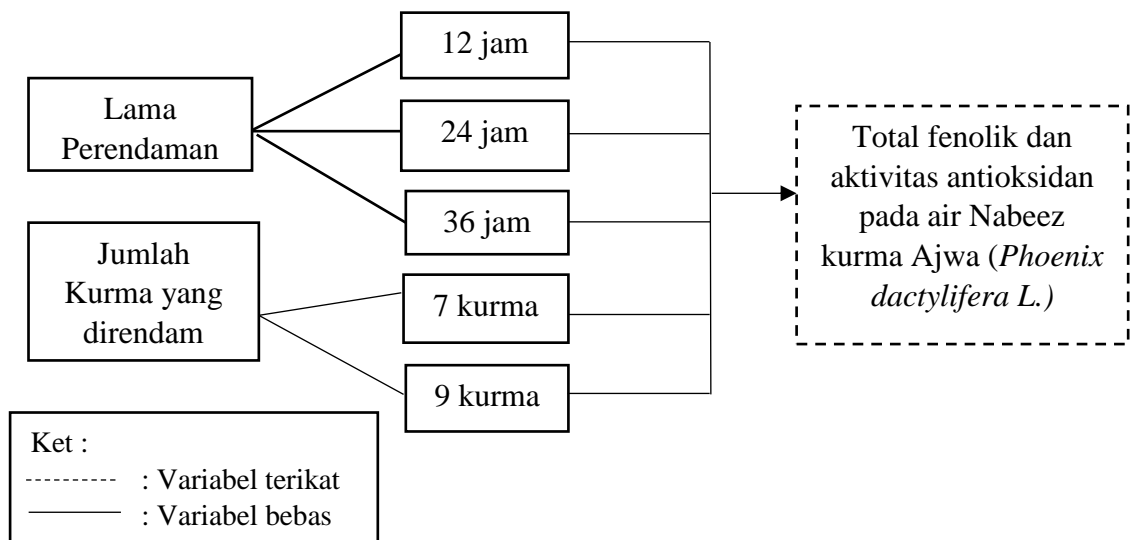 Lama
Perendaman
12 jam
24 jam
36 jam
Jumlah
Kurma yang
direndam
7 kurma
9 kurma
Total fenolik dan
aktivitas antioksidan
pada air Nabeez
kurma Ajwa (Phoenix
dactylifera L.)
Ket :
: Variabel terikat
: Variabel bebas